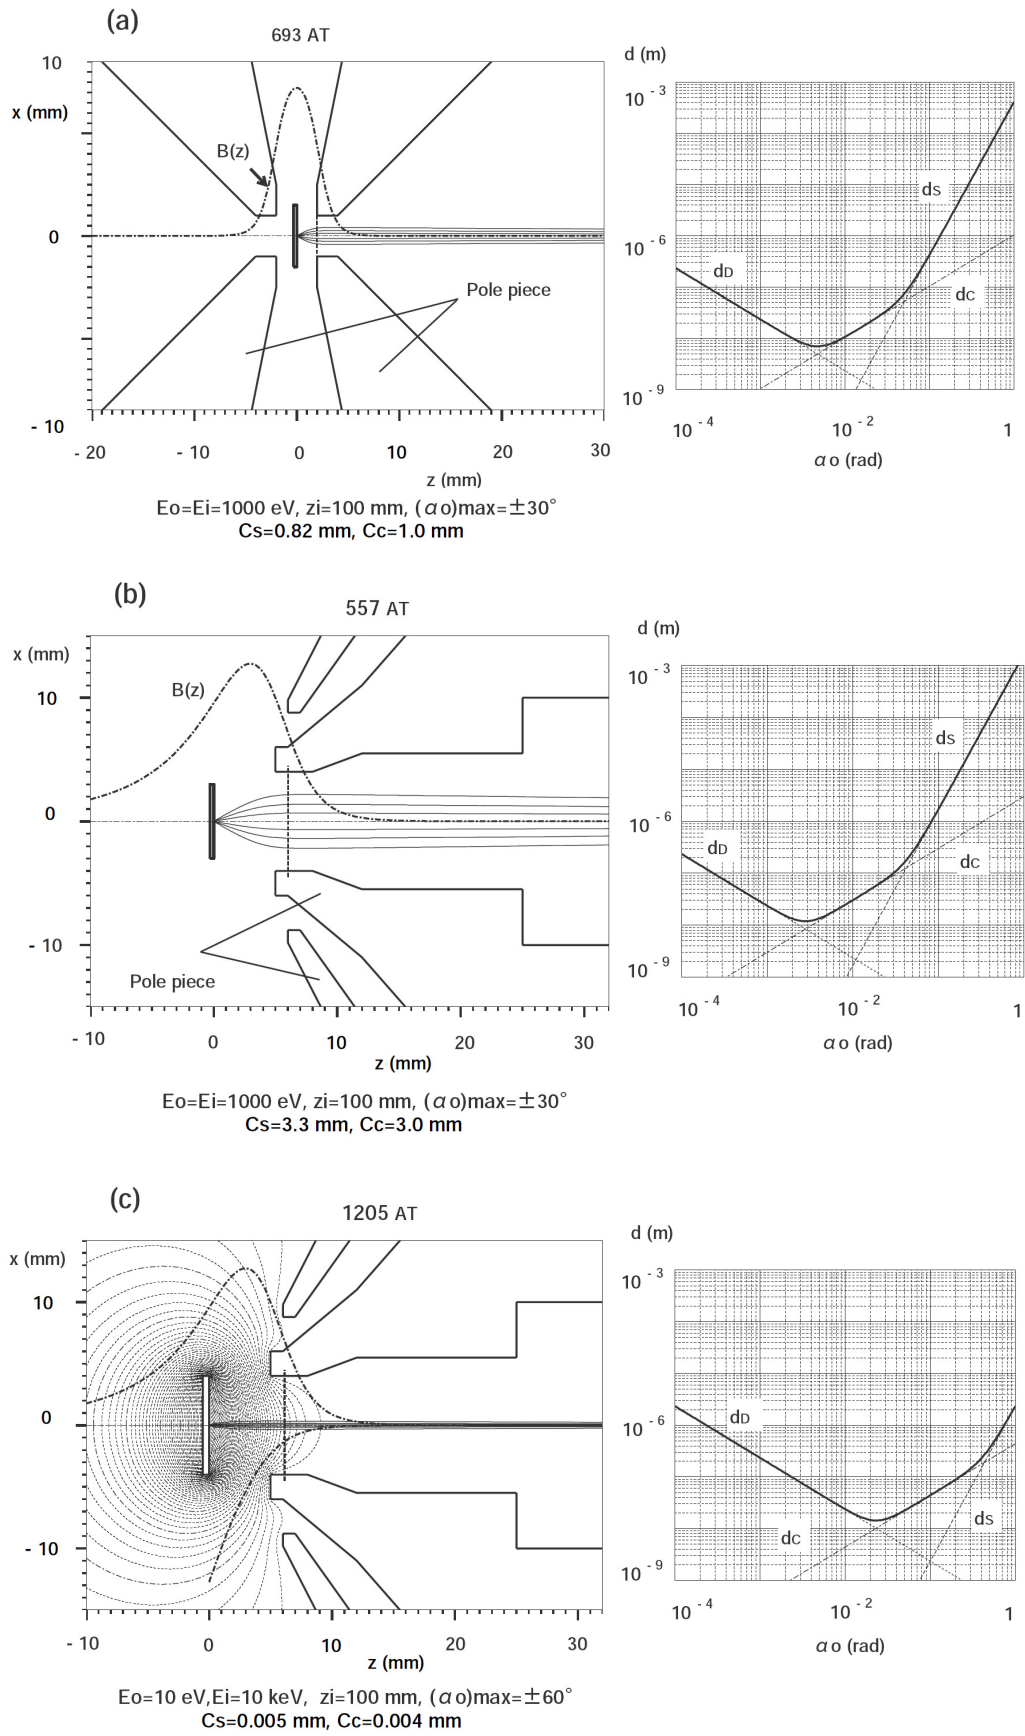 (a)
693 AT
10
x (mm)
B(z)
0
Pole piece
- 10
- 20 - 10 0 10 20 30
z (mm)
d (m)
10 - 3
dS
10 - 6
dD
dC
10 - 9
10 - 4 10 - 2 1
αo (rad)
Eo=Ei=1000 eV, zi=100 mm, (αo)max=±30°
Cs=0.82 mm, Cc=1.0 mm
(b)
557 AT
x (mm)
10
B(z)
0
- 10
Pole piece
- 10 0 10 20 30
z (mm)
d (m)
10 - 3
dS
10 - 6
dD
dC
10 - 9
10 - 4 10 - 2 1
αo (rad)
Eo=Ei=1000 eV, zi=100 mm, (αo)max=±30°
Cs=3.3 mm, Cc=3.0 mm
(c)
1205 AT
x (mm)
10
0
- 10
- 10 0 10 20 30
z (mm)
d (m)
10 - 3
10 - 6
dD
dS
dC
10 - 9
10 - 4 10 - 2 1
αo (rad)
Eo=10 eV,Ei=10 keV, zi=100 mm, (αo)max=±60°
Cs=0.005 mm, Cc=0.004 mm